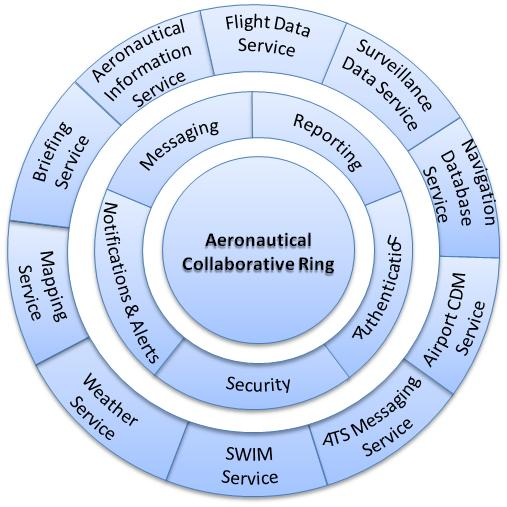 Aeronautical
Collaborative Ring
Messaging
Reporting
Authentication
Security
Notifications & Alerts
Flight Data
Service
Surveillance
Data Service
Navigation
Database
Service
Airport CDM
Service
ATS Messaging
Service
SWIM
Service
Weather
Service
Mapping
Service
Briefing
Service
Aeronautical
Information
Service